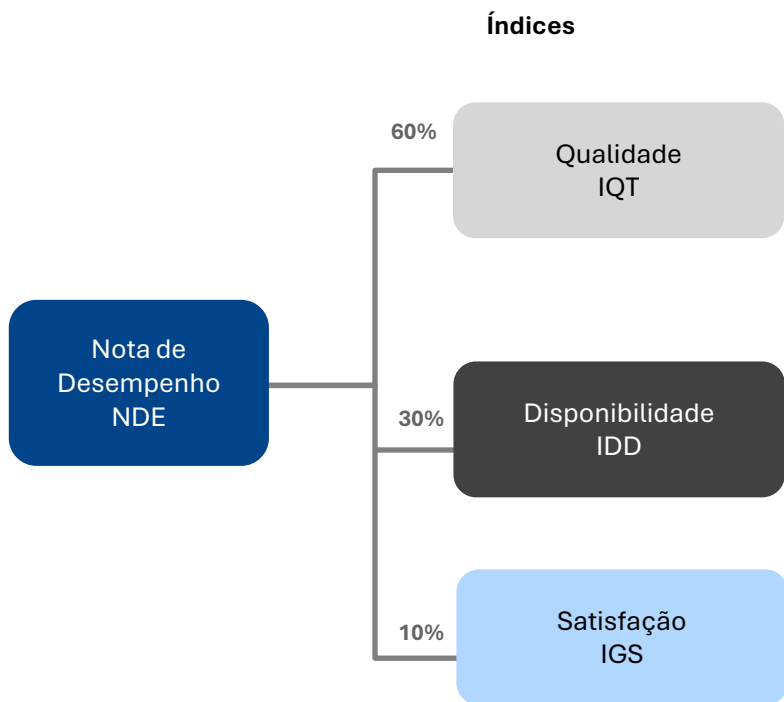 Índices
60%
Qualidade
IQT
Nota de
Desempenho
NDE
30%
Disponibilidade
IDD
10%
Satisfação
IGS